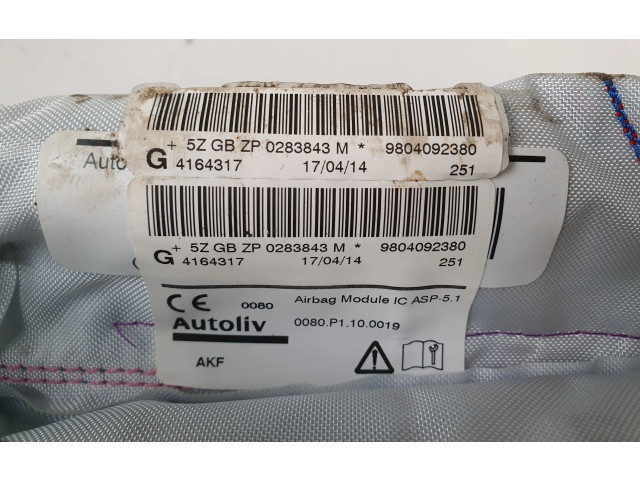 + 5Z GB ZP 0283843 M * 9804092380
G 4164317 17/04/14 251
Auto
+ 5Z GB ZP 0283843 M * 9804092380
G 4164317 17/04/14 251
CE 0080 Airbag Module IC ASP-5.1
Autoliv 0080.P1.10.0019
AKF